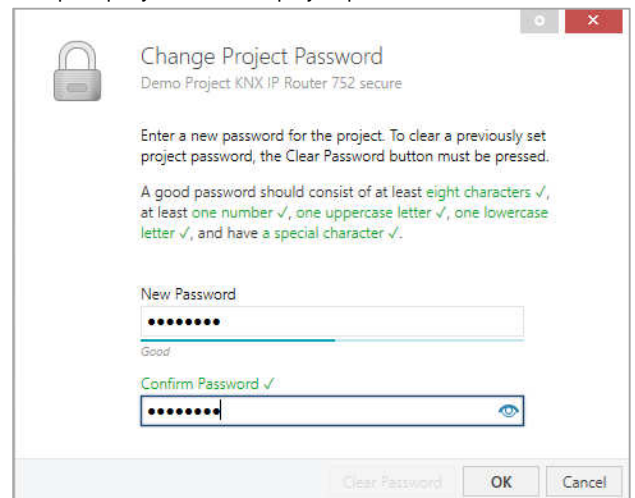 Change Project Password
Demo Project KNX IP Router 752 secure
Enter a new password for the project. To clear a previously set
project password, the Clear Password button must be pressed.
A good password should consist of at least eight characters ✓,
at least one number ✓, one uppercase letter ✓, one lowercase
letter ✓, and have a special character ✓.
New Password
●●●●●●●●
Good
Confirm Password ✓
●●●●●●●●
Clear Password OK Cancel